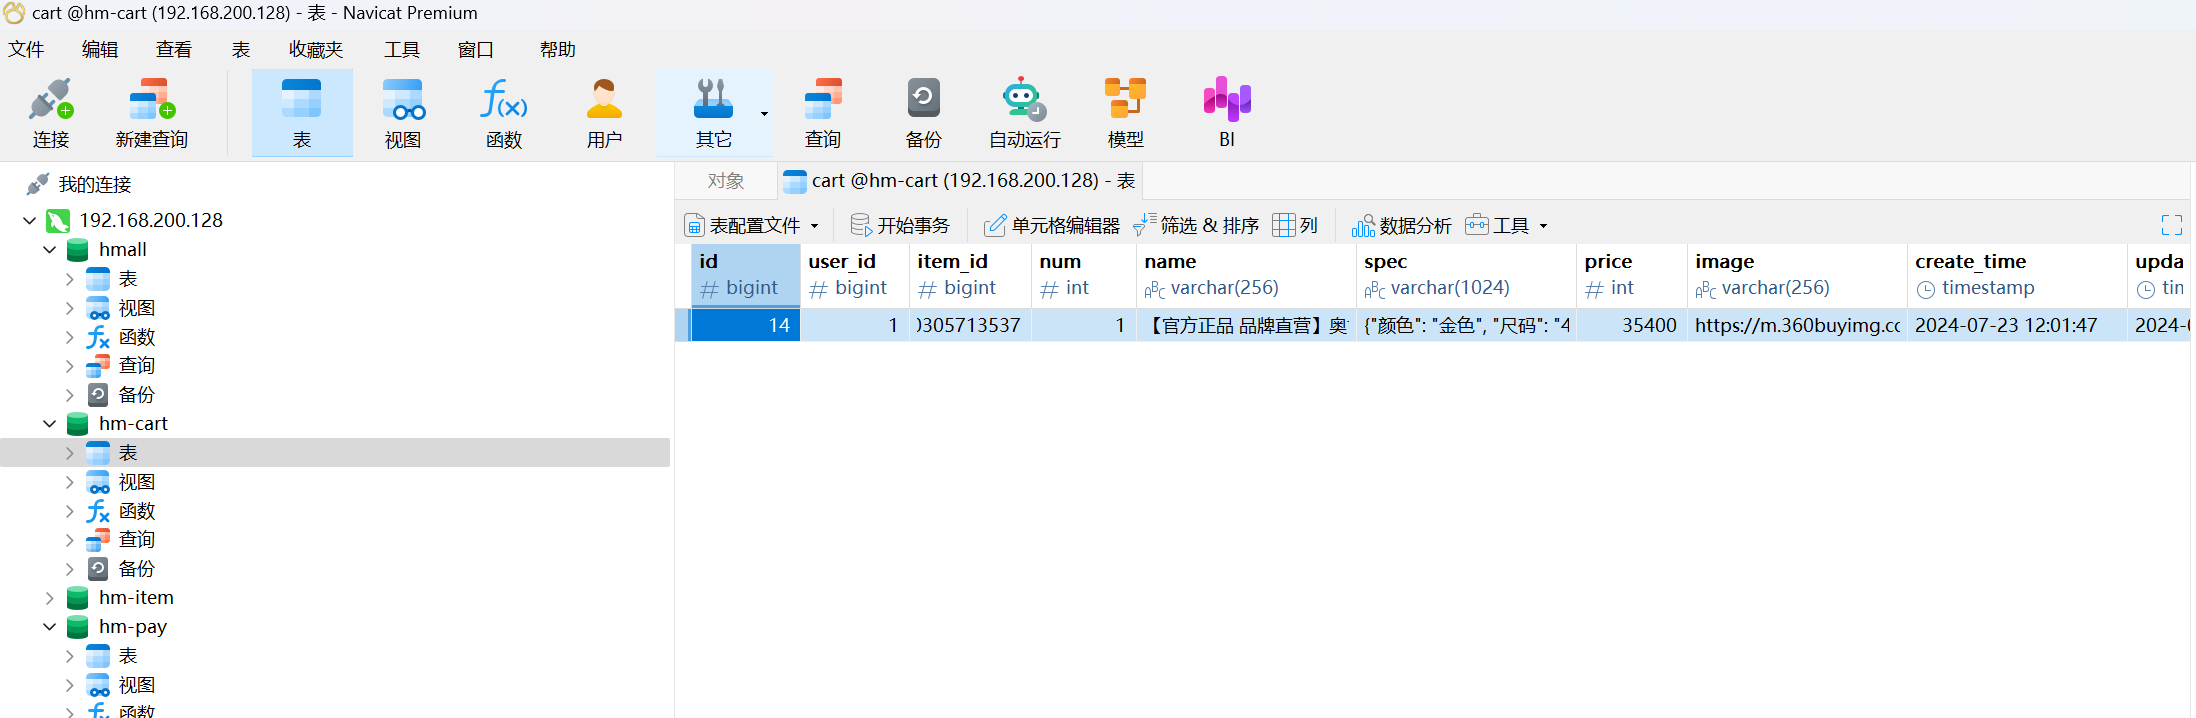 cart @hm-cart (192.168.200.128) - 表 - Navicat Premium
文件 编辑 查看 表 收藏夹 工具 窗口 帮助
连接 新建查询 表 视图 函数 用户 其它 查询 备份 自动运行 模型 BI
我的连接
192.168.200.128
hmall
表
视图
函数
查询
备份
hm-cart
表
视图
函数
查询
备份
hm-item
hm-pay
表
视图
函数
对象 cart @hm-cart (192.168.200.128) - 表
表配置文件 开始事务 单元格编辑器 筛选 & 排序 列 数据分析 工具
id user_id item_id num name spec price image create_time upda
# bigint # bigint # bigint # int ABC varchar(256) ABC varchar(1024) # int ABC varchar(256) timestamp tin
14 1 0305713537 1 【官方正品 品牌直营】奥 {"颜色": "金色", "尺码": "4 35400 https://m.360buyimg.cc 2024-07-23 12:01:47 2024-0